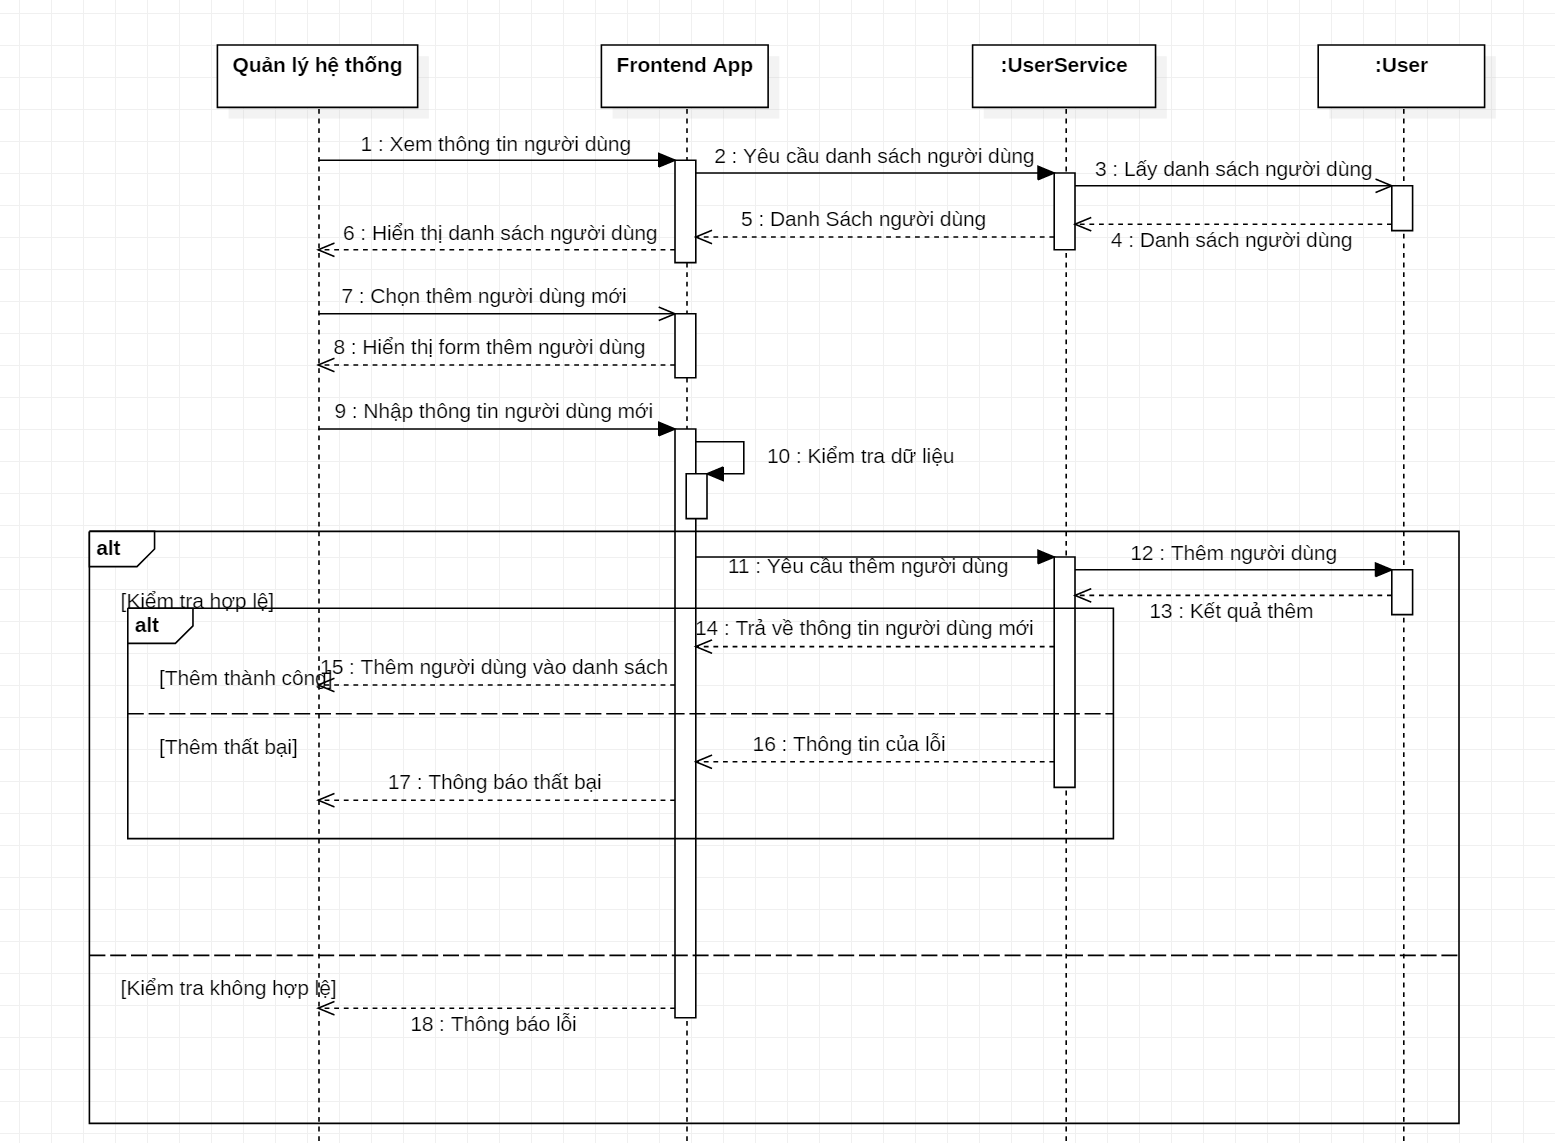 Quản lý hệ thống
Frontend App
:UserService
:User
1 : Xem thông tin người dùng
2 : Yêu cầu danh sách người dùng
3 : Lấy danh sách người dùng
4 : Danh sách người dùng
5 : Danh Sách người dùng
6 : Hiển thị danh sách người dùng
7 : Chọn thêm người dùng mới
8 : Hiển thị form thêm người dùng
9 : Nhập thông tin người dùng mới
10 : Kiểm tra dữ liệu
alt
11 : Yêu cầu thêm người dùng
12 : Thêm người dùng
[Kiểm tra hợp lệ]
13 : Kết quả thêm
alt
14 : Trả về thông tin người dùng mới
15 : Thêm người dùng vào danh sách
[Thêm thành công]
[Thêm thất bại]
16 : Thông tin của lỗi
17 : Thông báo thất bại
[Kiểm tra không hợp lệ]
18 : Thông báo lỗi